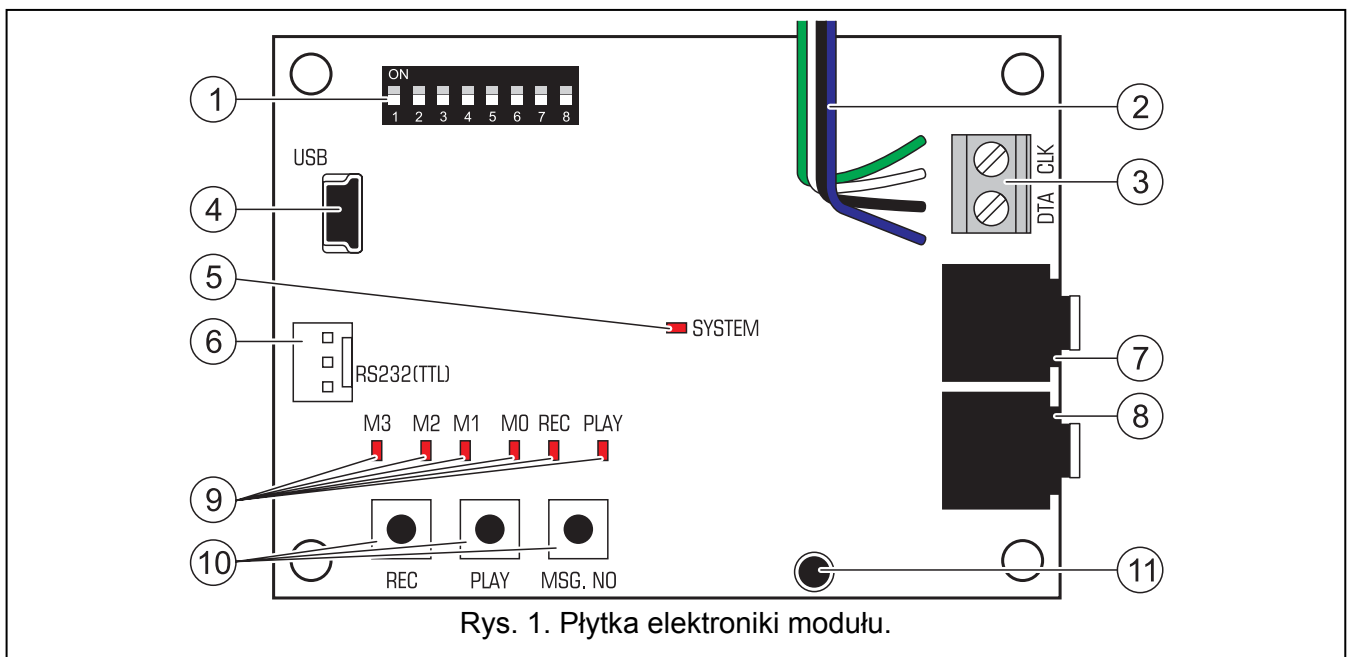 ON
1 2 3 4 5 6 7 8
1
2
USB
CLK
DTA
3
4
5
SYSTEM
6
RS232(TTL)
7
8
M3 M2 M1 M0 REC PLAY
9
10
REC PLAY MSG. NO
11
Rys. 1. Płytka elektroniki modułu.